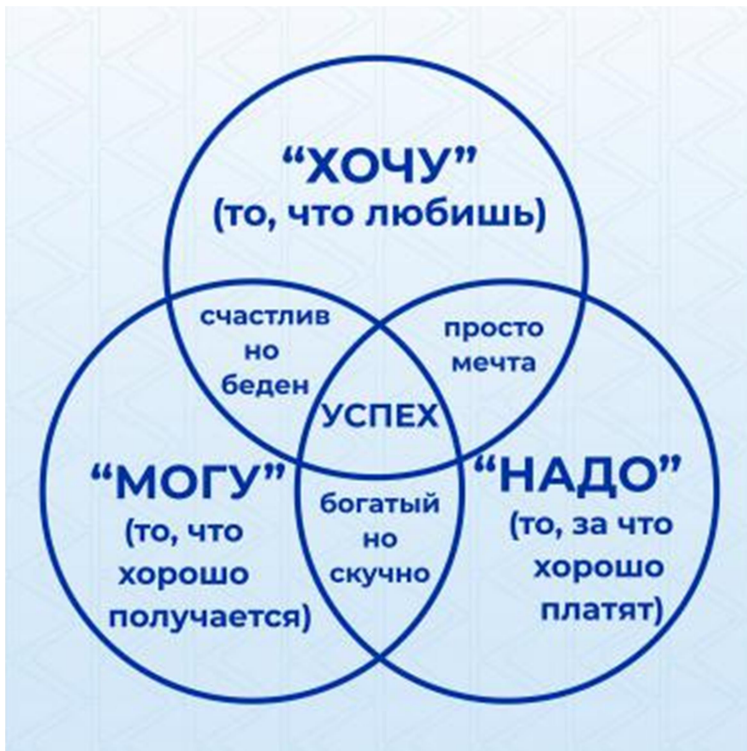 “ХОЧУ”
(то, что любишь)
счастлив
но
беден
просто
мечта
УСПЕХ
“МОГУ”
(то, что
хорошо
получается)
богатый
но
скучно
“НАДО”
(то, за что
хорошо
платят)